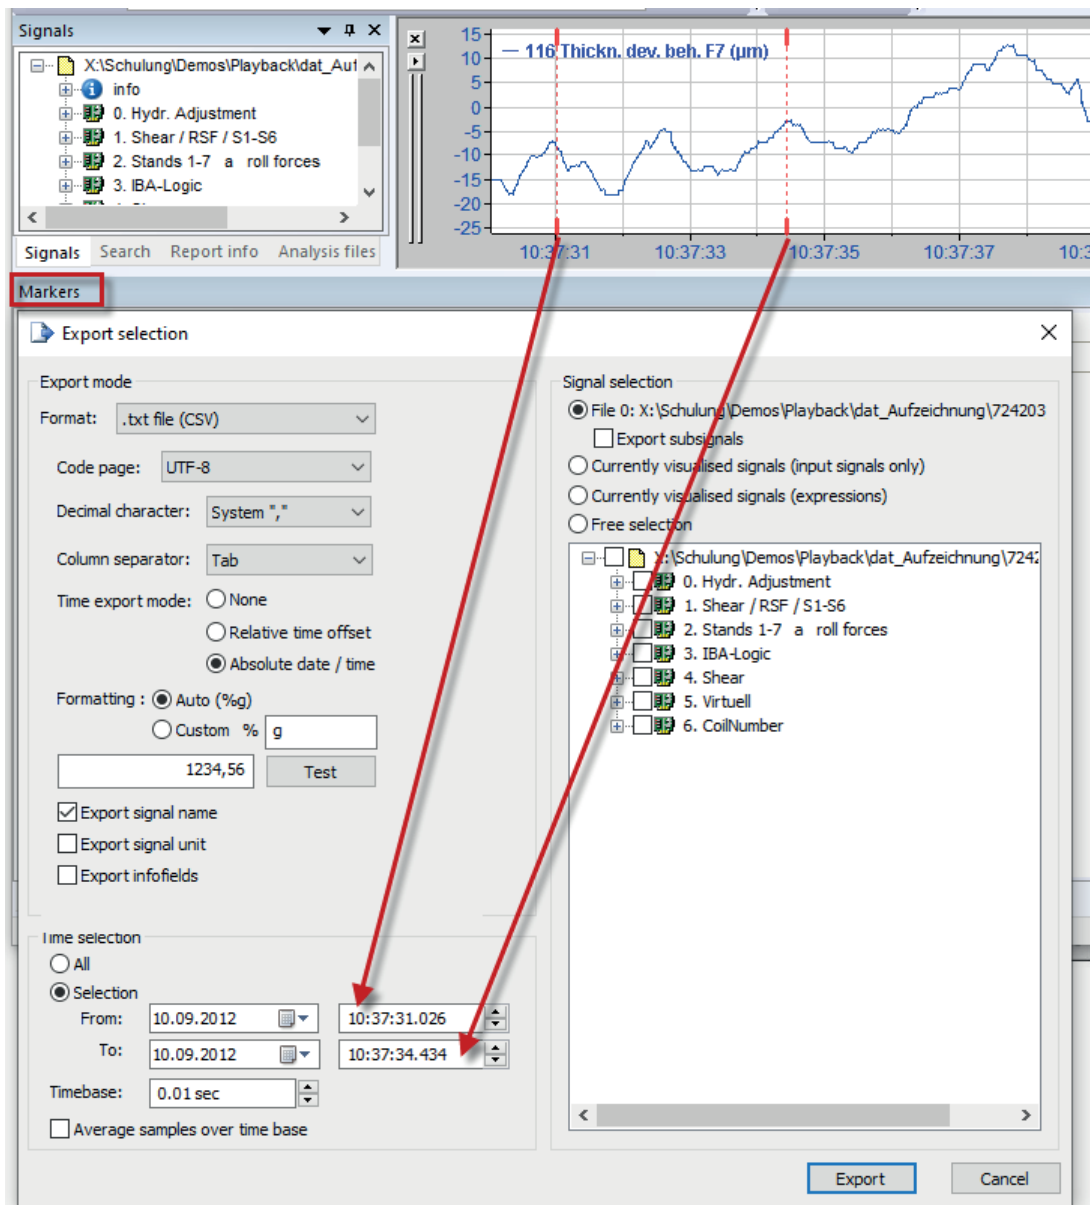 Signals
X:\Schulung\Demos\Playback\dat_Auf
info
0. Hydr. Adjustment
1. Shear / RSF / S1-S6
2. Stands 1-7 a roll forces
3. IBA-Logic
Signals Search Report info Analysis files
116 Thickn. dev. beh. F7 (µm)
15
10
5
0
-5
-10
-15
-20
-25
10:37:31 10:37:33 10:37:35 10:37:37 10:3
Markers
Export selection
Export mode
Format: .txt file (CSV)
Code page: UTF-8
Decimal character: System ","
Column separator: Tab
Time export mode: None
Relative time offset
Absolute date / time
Formatting : Auto (%g)
Custom % g
1234,56 Test
Export signal name
Export signal unit
Export infofields
Time selection
All
Selection
From: 10.09.2012 10:37:31.026
To: 10.09.2012 10:37:34.434
Timebase: 0.01 sec
Average samples over time base
Signal selection
File 0: X:\Schulung\Demos\Playback\dat_Aufzeichnung\724203
Export subsignals
Currently visualised signals (input signals only)
Currently visualised signals (expressions)
Free selection
X:\Schulung\Demos\Playback\dat_Aufzeichnung\7242
0. Hydr. Adjustment
1. Shear / RSF / S1-S6
2. Stands 1-7 a roll forces
3. IBA-Logic
4. Shear
5. Virtuell
6. CoilNumber
Export Cancel